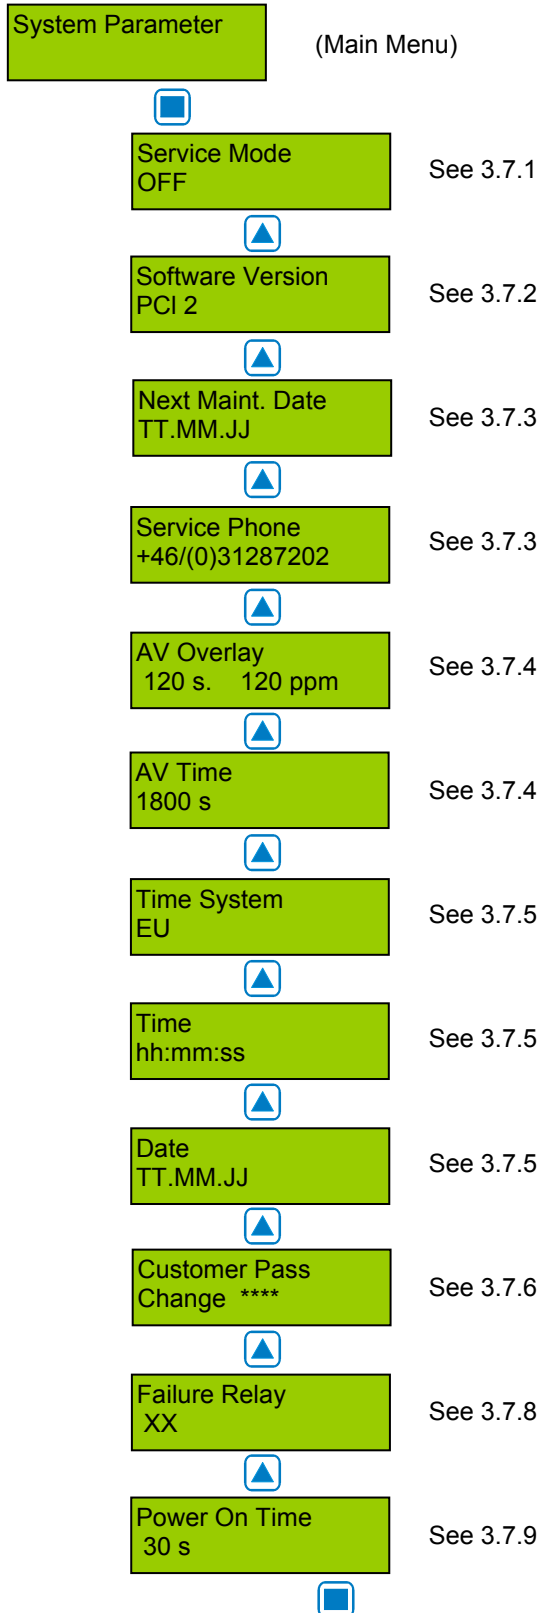 System Parameter
(Main Menu)
Service Mode
OFF
See 3.7.1
Software Version
PCI 2
See 3.7.2
Next Maint. Date
TT.MM.JJ
See 3.7.3
Service Phone
+46/(0)31287202
See 3.7.3
AV Overlay
120 s. 120 ppm
See 3.7.4
AV Time
1800 s
See 3.7.4
Time System
EU
See 3.7.5
Time
hh:mm:ss
See 3.7.5
Date
TT.MM.JJ
See 3.7.5
Customer Pass
Change ****
See 3.7.6
Failure Relay
XX
See 3.7.8
Power On Time
30 s
See 3.7.9